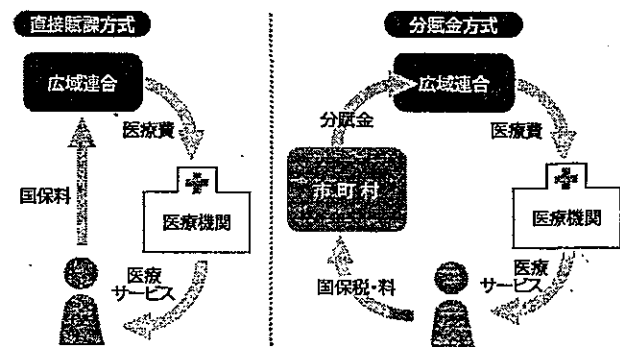 直接賦課方式
広域連合
医療費
国保料
医療機関
医療
サービス
分賦金方式
広域連合
分賦金
医療費
市町村
医療機関
国保税・料
医療
サービス